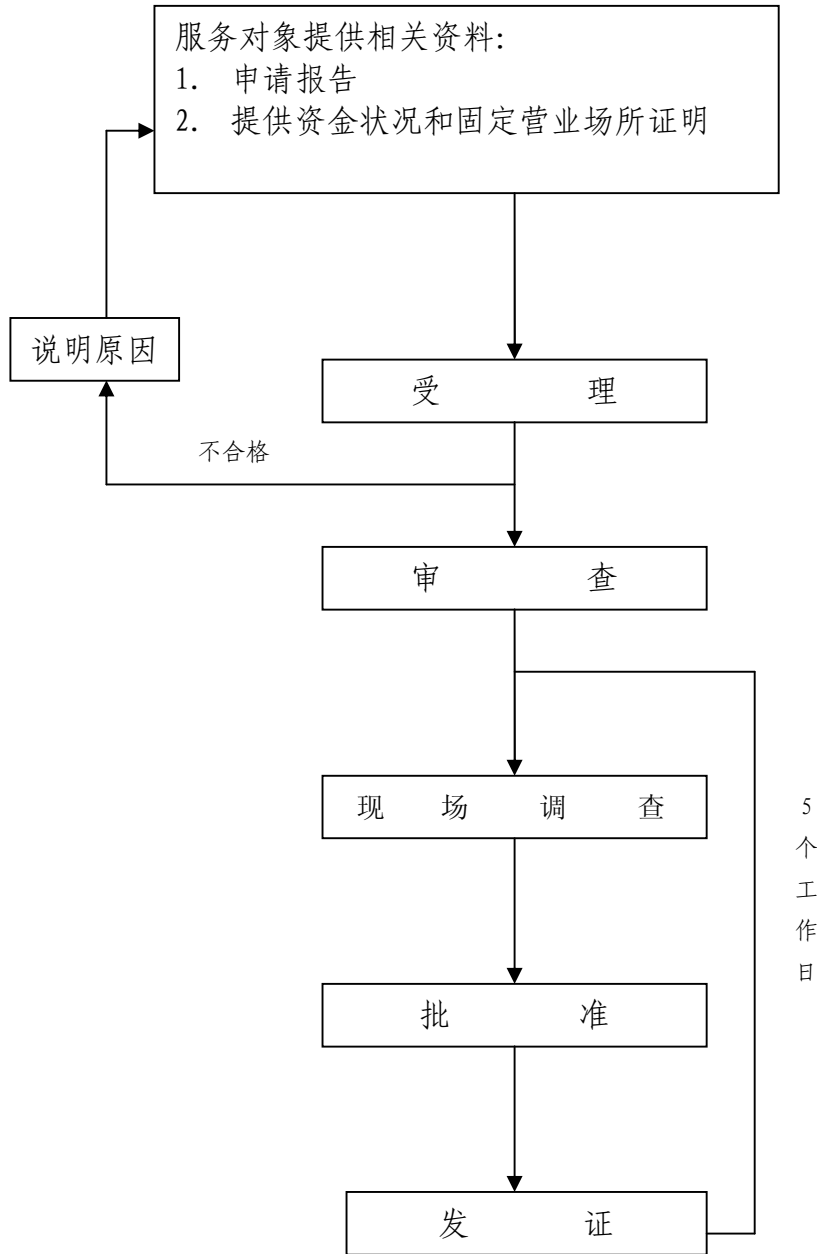 服务对象提供相关资料:
1. 申请报告
2. 提供资金状况和固定营业场所证明
说明原因
受 理
不合格
审 查
现 场 调 查
5个工作日
批 准
发 证